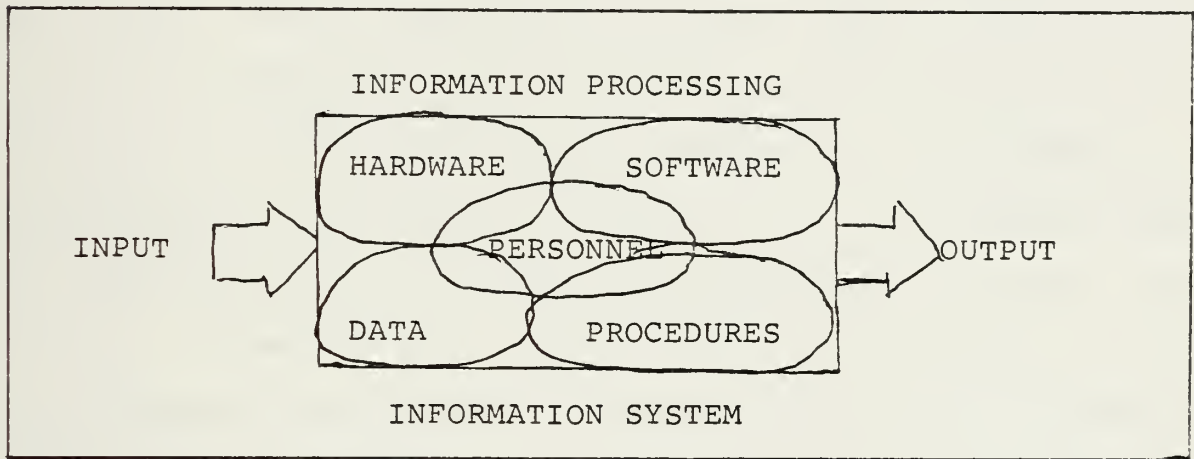 INFORMATION PROCESSING
HARDWARE SOFTWARE
INPUT PERSONNEL OUTPUT
DATA PROCEDURES
INFORMATION SYSTEM